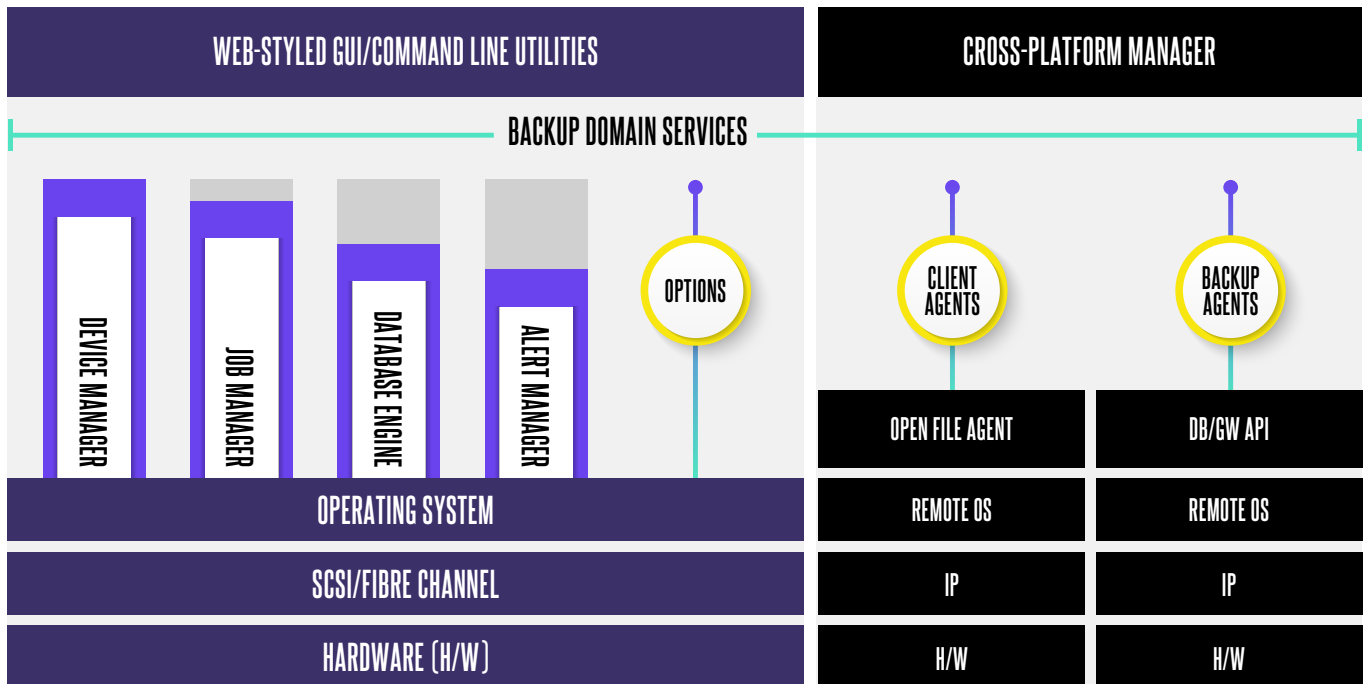 WEB-STYLED GUI/COMMAND LINE UTILITIES
CROSS-PLATFORM MANAGER
BACKUP DOMAIN SERVICES
DEVICE MANAGER
JOB MANAGER
DATABASE ENGINE
ALERT MANAGER
OPTIONS
CLIENT
AGENTS
BACKUP
AGENTS
OPEN FILE AGENT
DB/GW API
OPERATING SYSTEM
REMOTE OS
REMOTE OS
SCSI/FIBRE CHANNEL
IP
IP
HARDWARE (H/W)
H/W
H/W